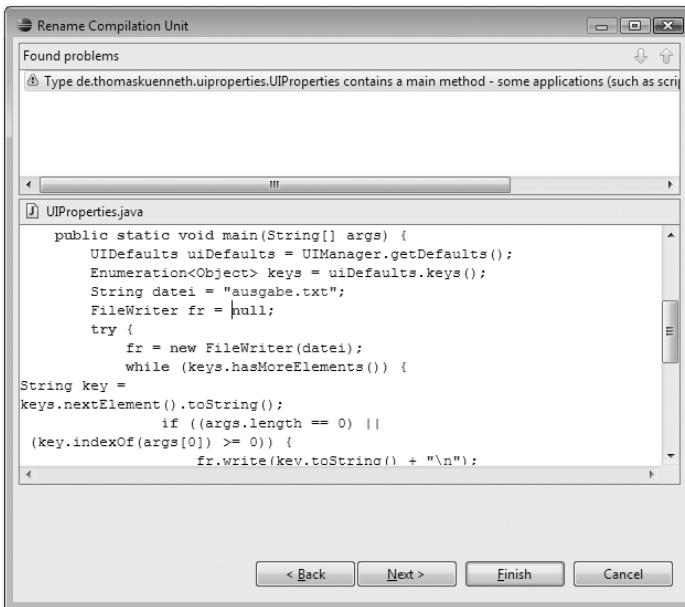 Rename Compilation Unit
Found problems
Type de.thomaskuenneth.uiproperties.UIProperties contains a main method - some applications (such as scrip
UIProperties.java
public static void main(String[] args) {
UIDefaults uiDefaults = UIManager.getDefaults();
Enumeration<Object> keys = uiDefaults.keys();
String datei = "ausgabe.txt";
FileWriter fr = null;
try {
fr = new FileWriter(datei);
while (keys.hasMoreElements()) {
String key =
keys.nextElement().toString();
if ((args.length == 0) ||
(key.indexOf(args[0]) >= 0)) {
fr.write(key.toString() + "\n");
< Back Next > Finish Cancel